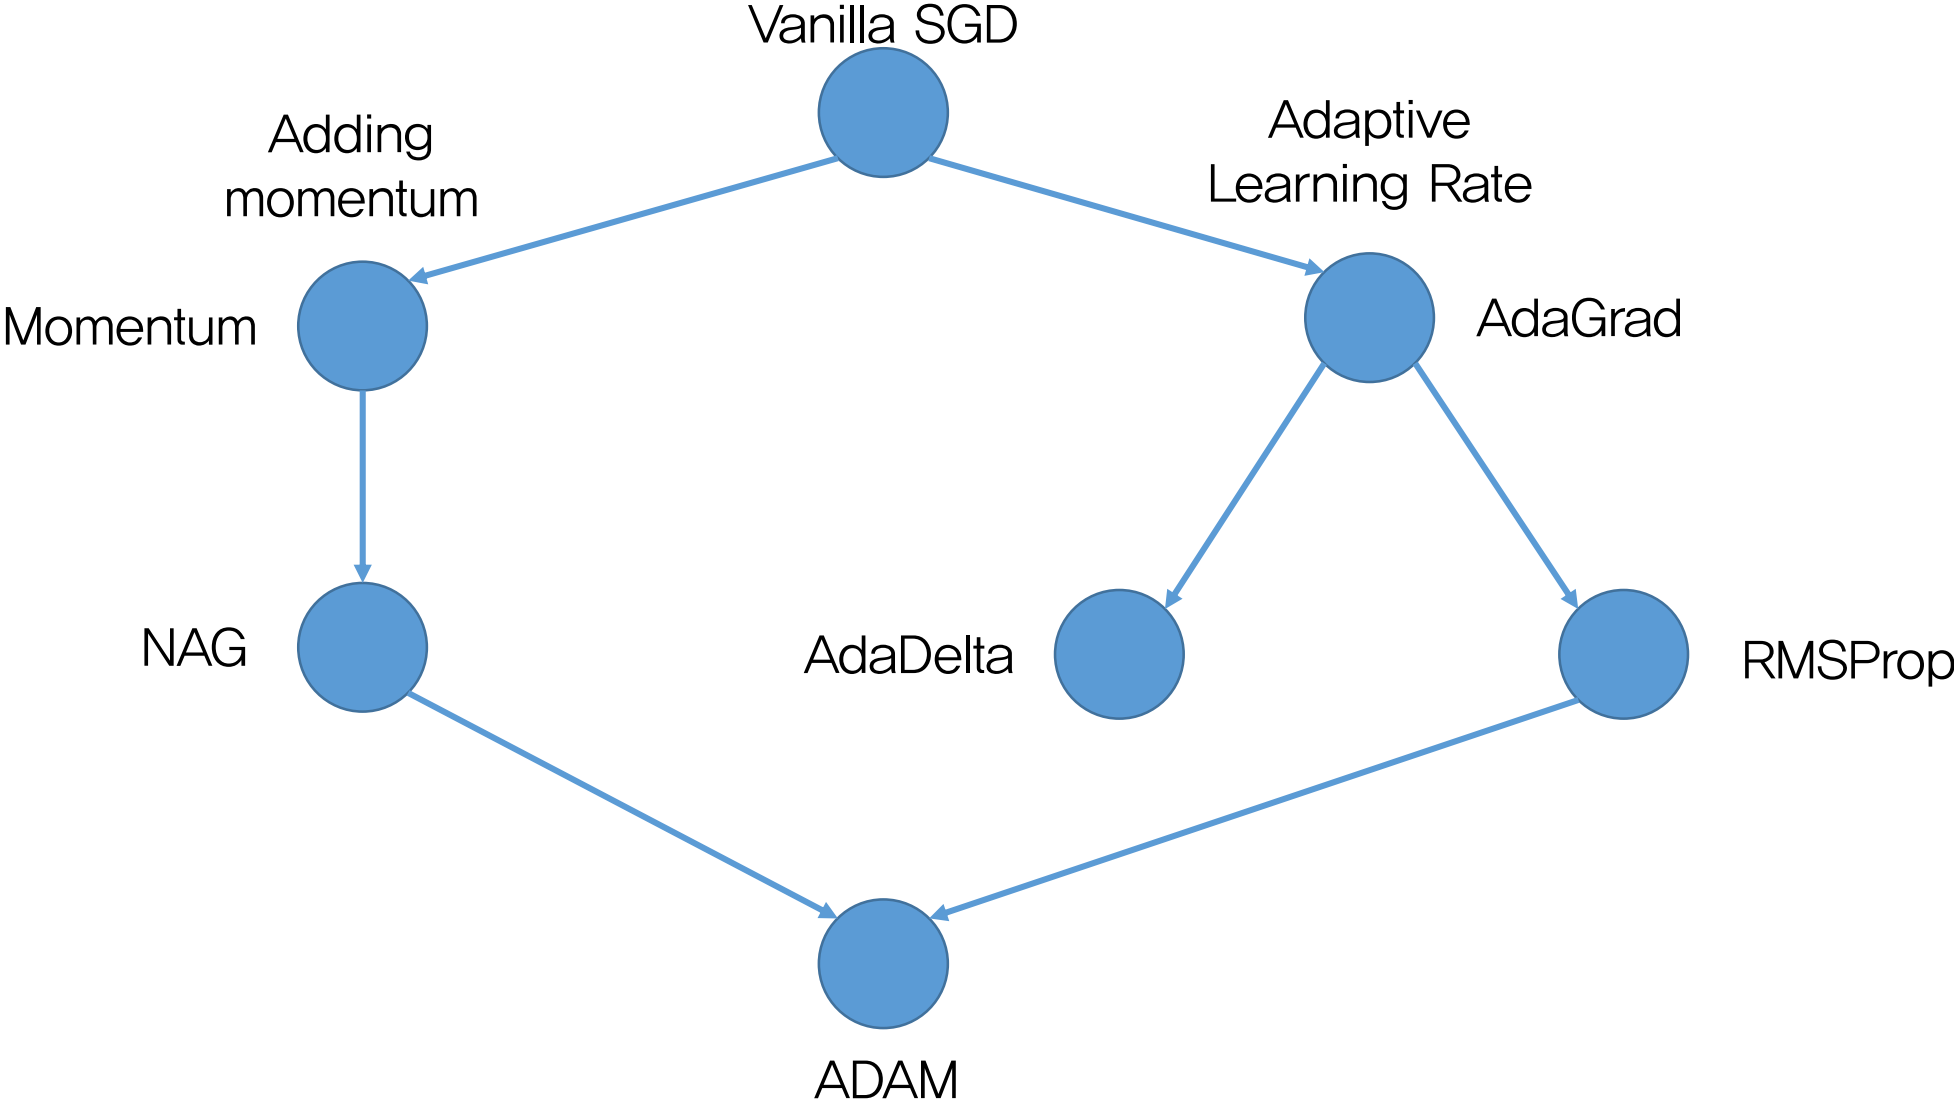 Vanilla SGD
Adding
momentum
Adaptive
Learning Rate
Momentum
AdaGrad
NAG
AdaDelta
RMSProp
ADAM